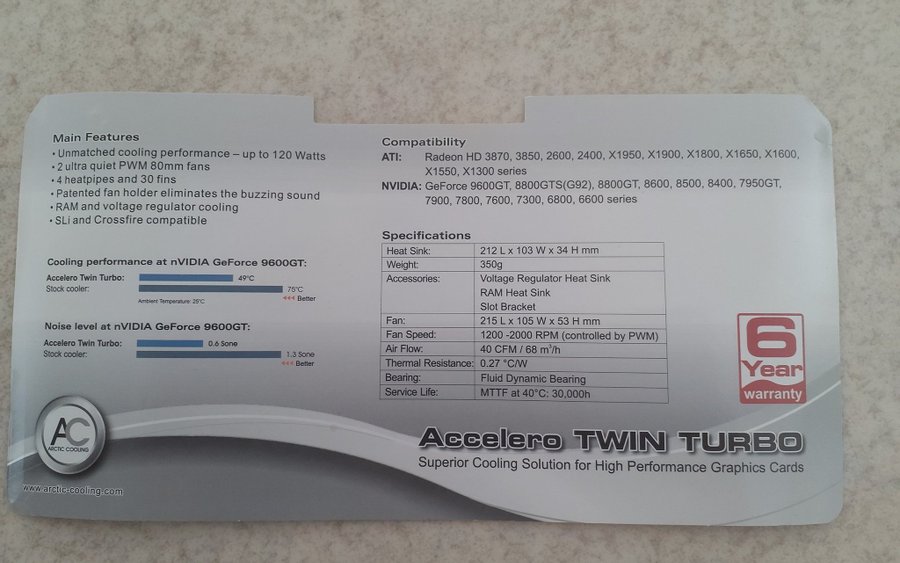 Main Features
• Unmatched cooling performance – up to 120 Watts
• 2 ultra quiet PWM 80mm fans
• 4 heatpipes and 30 fins
• Patented fan holder eliminates the buzzing sound
• RAM and voltage regulator cooling
• SLi and Crossfire compatible
Cooling performance at nVIDIA GeForce 9600GT:
Accelero Twin Turbo: 49°C
Stock cooler: 75°C
Ambient Temperature: 25°C
<<< Better
Noise level at nVIDIA GeForce 9600GT:
Accelero Twin Turbo: 0.6 Sone
Stock cooler: 1.3 Sone
<<< Better
AC
ARCTIC COOLING
www.arctic-cooling.com
Compatibility
ATI: Radeon HD 3870, 3850, 2600, 2400, X1950, X1900, X1800, X1650, X1600,
X1550, X1300 series
NVIDIA: GeForce 9600GT, 8800GTS(G92), 8800GT, 8600, 8500, 8400, 7950GT,
7900, 7800, 7600, 7300, 6800, 6600 series
Specifications
Heat Sink: 212 L x 103 W x 34 H mm
Weight: 350g
Accessories: Voltage Regulator Heat Sink
RAM Heat Sink
Slot Bracket
Fan: 215 L x 105 W x 53 H mm
Fan Speed: 1200 -2000 RPM (controlled by PWM)
Air Flow: 40 CFM / 68 m³/h
Thermal Resistance: 0.27 °C/W
Bearing: Fluid Dynamic Bearing
Service Life: MTTF at 40°C: 30,000h
6
Year
warranty
Accelero TWIN TURBO
Superior Cooling Solution for High Performance Graphics Cards